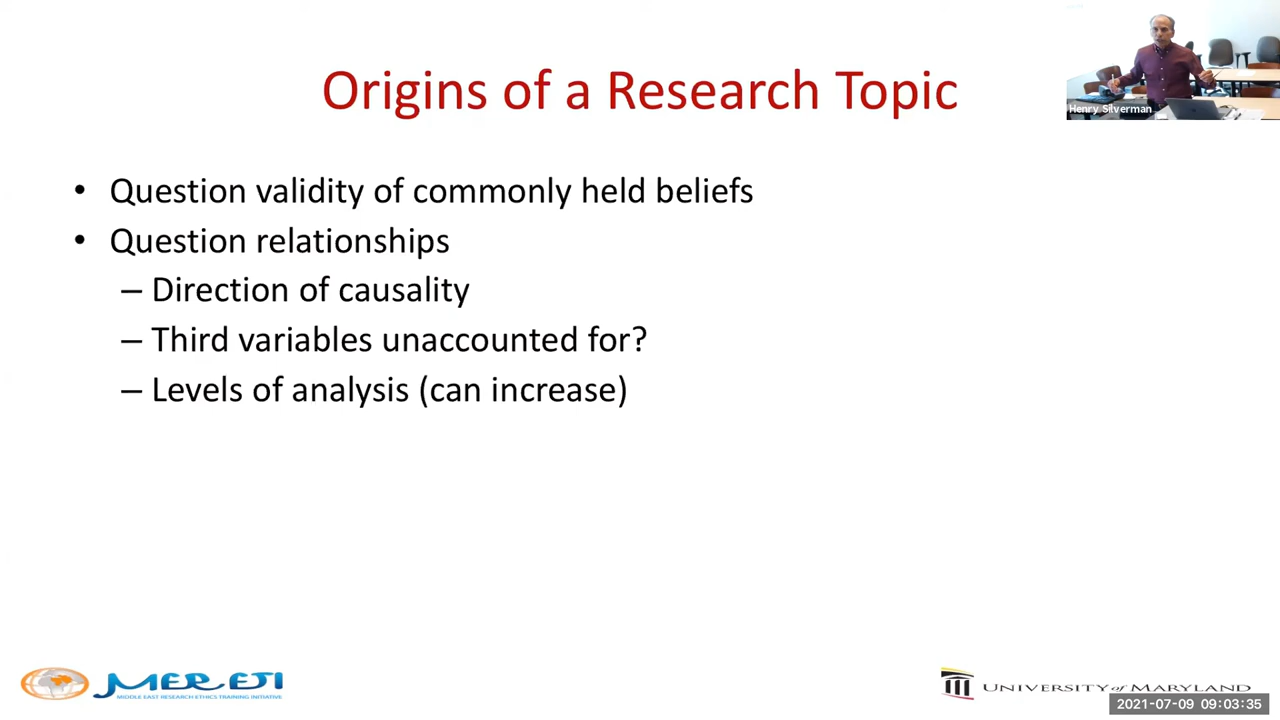 Origins of a Research Topic
Henry Silverman
• Question validity of commonly held beliefs
• Question relationships
– Direction of causality
– Third variables unaccounted for?
– Levels of analysis (can increase)
MERETI
MIDDLE EAST RESEARCH ETHICS TRAINING INITIATIVE
UNIVERSITY of MARYLAND
2021-07-09 09:03:35